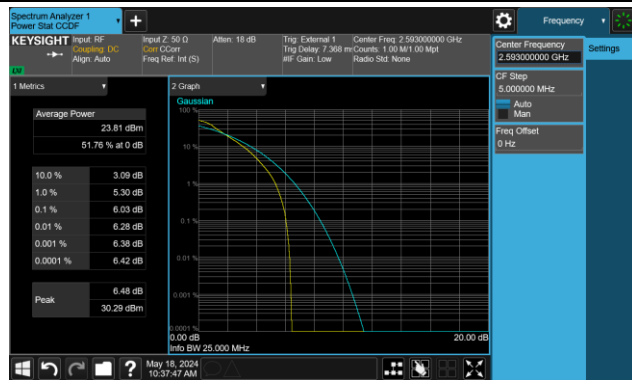 Spectrum Analyzer 1
Power Stat CCDF
Frequency
KEYSIGHT
Input: RF
Coupling: DC
Align: Auto
Input Z: 50 Ω
Corr CCorr
Freq Ref: Int (S)
Atten: 18 dB
Trig: External 1
Trig Delay: 7.368 m
#IF Gain: Low
Center Freq: 2.593000000 GHz
Counts: 1.00 M/1.00 Mpt
Radio Std: None
Center Frequency
2.593000000 GHz
Settings
CF Step
5.000000 MHz
Auto
Man
Freq Offset
0 Hz
1 Metrics
Average Power
23.81 dBm
51.76 % at 0 dB
10.0 % 3.09 dB
1.0 % 5.30 dB
0.1 % 6.03 dB
0.01 % 6.28 dB
0.001 % 6.38 dB
0.0001 % 6.42 dB
Peak
6.48 dB
30.29 dBm
2 Graph
Gaussian
100 %
10 %
1 %
0.1 %
0.01 %
0.001 %
0.0001 %
0.00 dB
20.00 dB
Info BW 25.000 MHz
May 18, 2024
10:37:47 AM